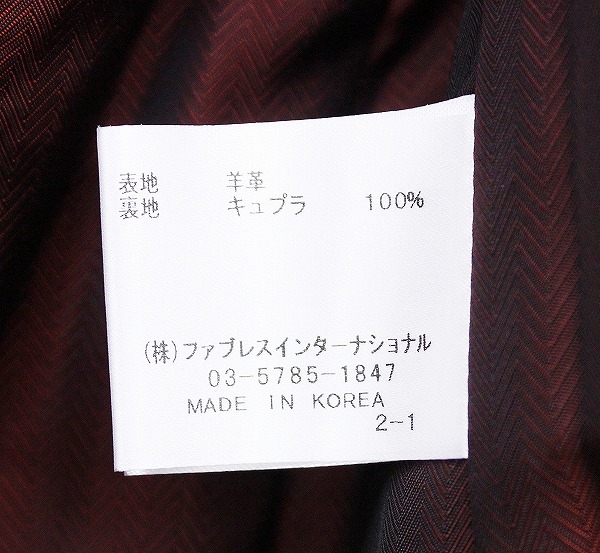 表地 羊革
裏地 キュプラ 100%
(株)ファブレスインターナショナル
03-5785-1847
MADE IN KOREA
2-1